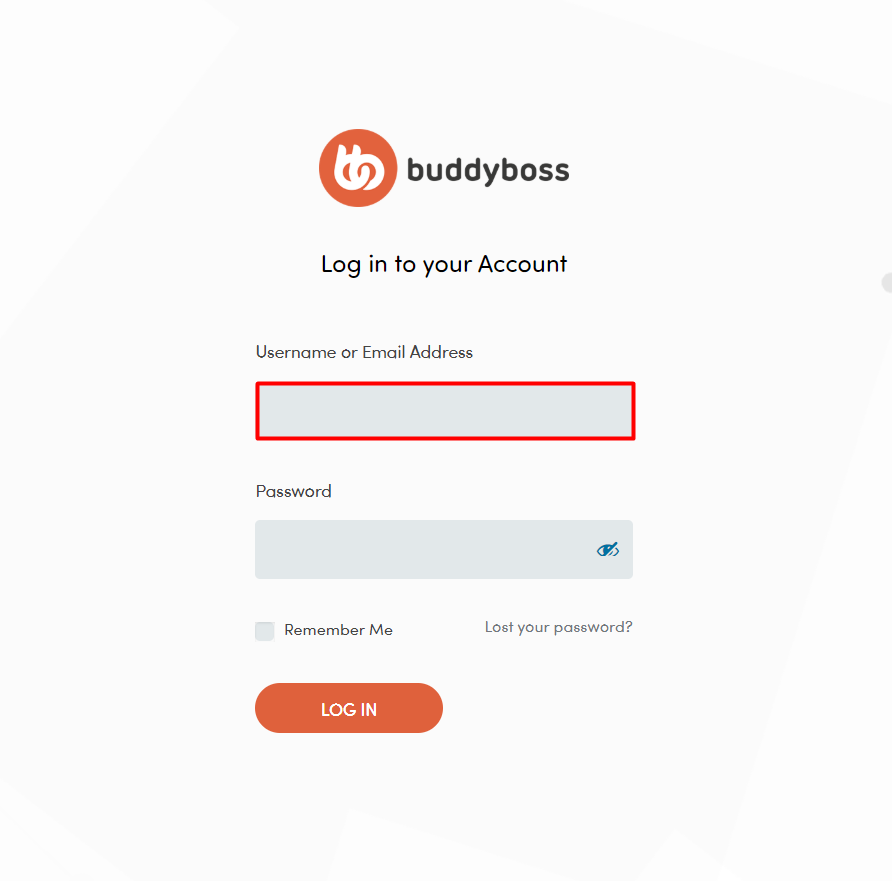 buddyboss
Log in to your Account
Username or Email Address
Password
Remember Me
Lost your password?
LOG IN